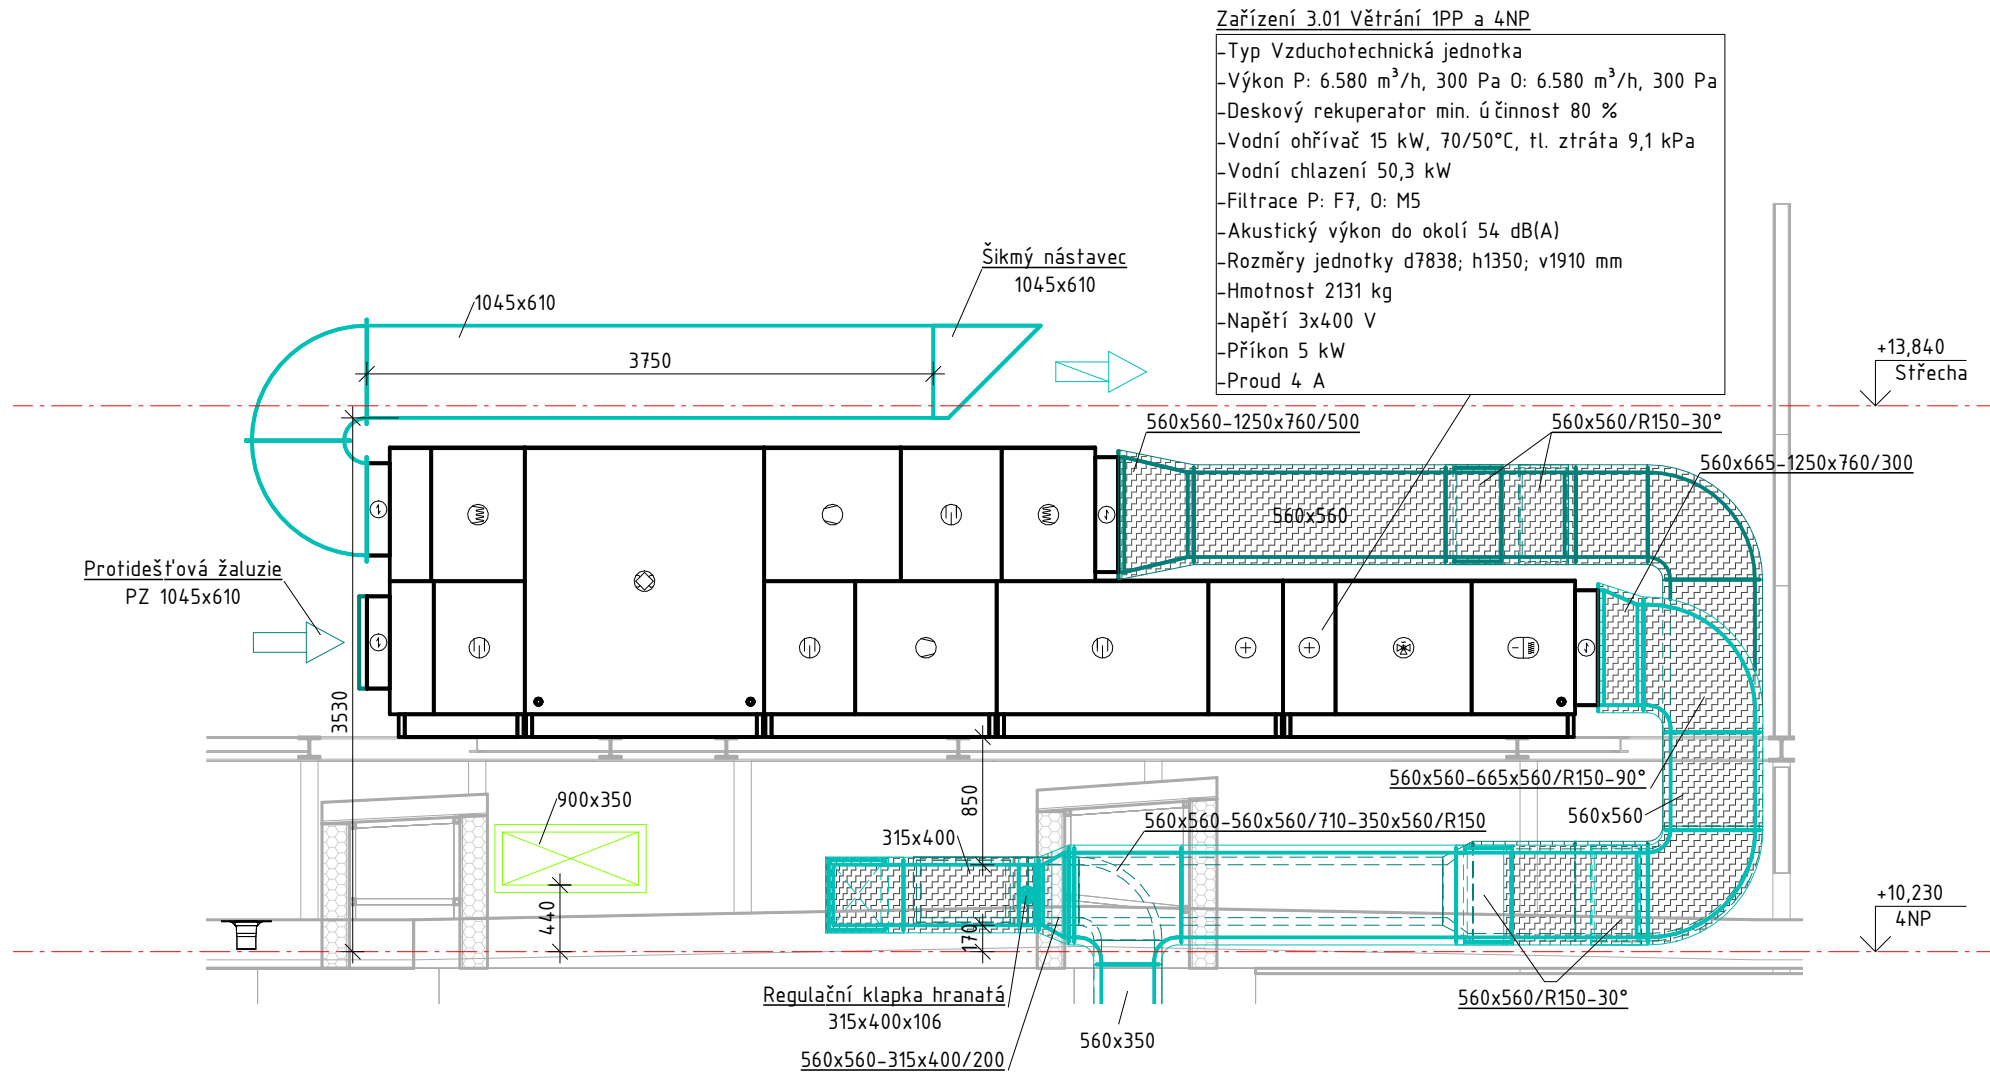 Zařízení 3.01 Větrání 1PP a 4NP
-Typ Vzduchotechnická jednotka
-Výkon P: 6.580 m³/h, 300 Pa O: 6.580 m³/h, 300 Pa
-Deskový rekuperator min. účinnost 80 %
-Vodní ohřívač 15 kW, 70/50°C, tl. ztráta 9,1 kPa
-Vodní chlazení 50,3 kW
-Filtrace P: F7, O: M5
-Akustický výkon do okolí 54 dB(A)
-Rozměry jednotky d7838; h1350; v1910 mm
-Hmotnost 2131 kg
-Napětí 3x400 V
-Příkon 5 kW
-Proud 4 A
Šikmý nástavec
1045x610
1045x610
3750
+13,840
Střecha
560x560-1250x760/500
560x560/R150-30°
560x665-1250x760/300
560x560
Protidešťová žaluzie
PZ 1045x610
3530
560x560-665x560/R150-90°
900x350
850
560x560
315x400
560x560-560x560/710-350x560/R150
+10,230
4NP
440
170
Regulační klapka hranatá
315x400x106
560x560/R150-30°
560x350
560x560-315x400/200